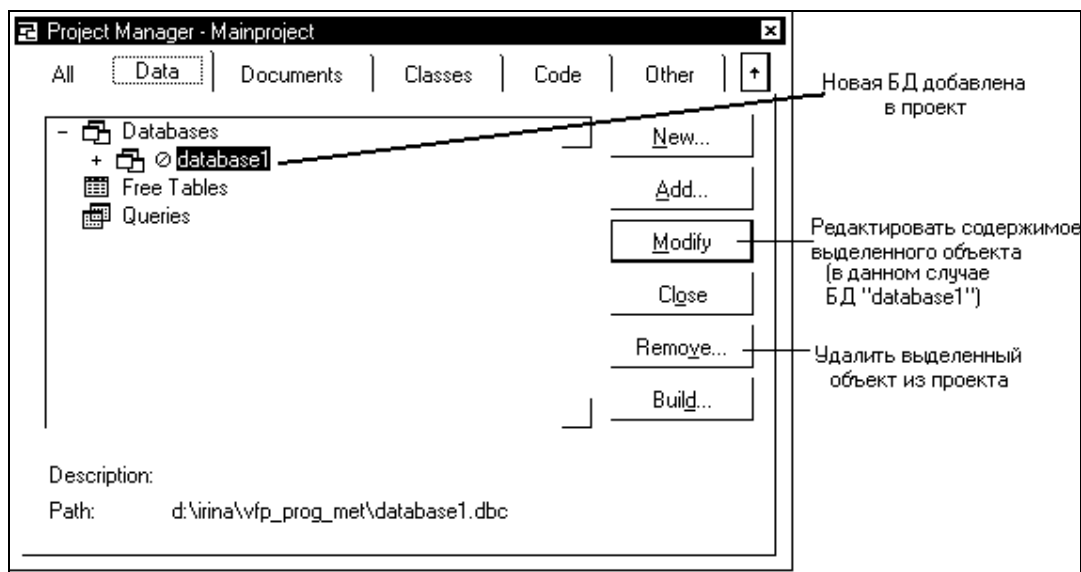 Project Manager - Mainproject
All Data Documents Classes Code Other
Новая БД добавлена
в проект
- Databases
+ database1
Free Tables
Queries
New...
Add...
Modify
Close
Remove...
Build...
Редактировать содержимое
выделенного объекта
(в данном случае
БД "database1")
Удалить выделенный
объект из проекта
Description:
Path: d:\irina\vfp_prog_met\database1.dbc